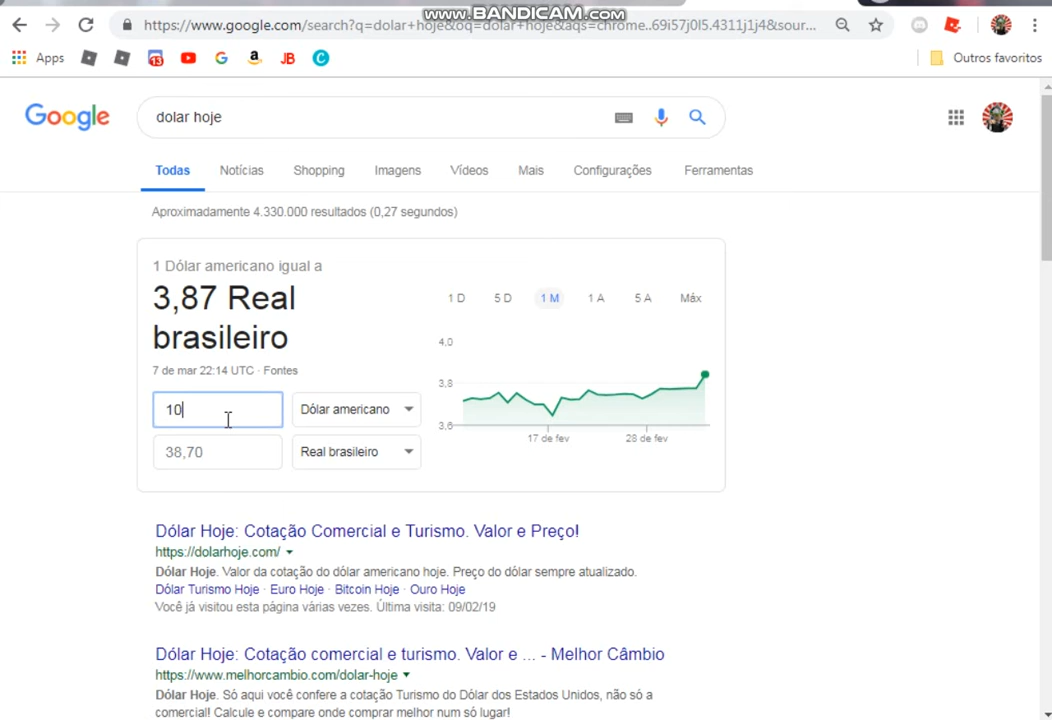 www.BANDICAM.com
https://www.google.com/search?q=dolar+hoje&oq=dolar+hoje&aqs=chrome..69i57j0l5.4311j1j4&sour...
Apps 13 JB C Outros favoritos
Google dolar hoje
Todas Notícias Shopping Imagens Vídeos Mais Configurações Ferramentas
Aproximadamente 4.330.000 resultados (0,27 segundos)
1 Dólar americano igual a
3,87 Real
brasileiro
7 de mar 22:14 UTC · Fontes
10 Dólar americano
38,70 Real brasileiro
1 D 5 D 1 M 1 A 5 A Máx
4,0
3,8
3,6
17 de fev 28 de fev
Dólar Hoje: Cotação Comercial e Turismo. Valor e Preço!
https://dolarhoje.com/
Dólar Hoje. Valor da cotação do dólar americano hoje. Preço do dólar sempre atualizado.
Dólar Turismo Hoje · Euro Hoje · Bitcoin Hoje · Ouro Hoje
Você já visitou esta página várias vezes. Última visita: 09/02/19
Dólar Hoje: Cotação comercial e turismo. Valor e ... - Melhor Câmbio
https://www.melhorcambio.com/dolar-hoje
Dólar Hoje. Só aqui você confere a cotação Turismo do Dólar dos Estados Unidos, não só a
comercial! Calcule e compare onde comprar melhor num só lugar!